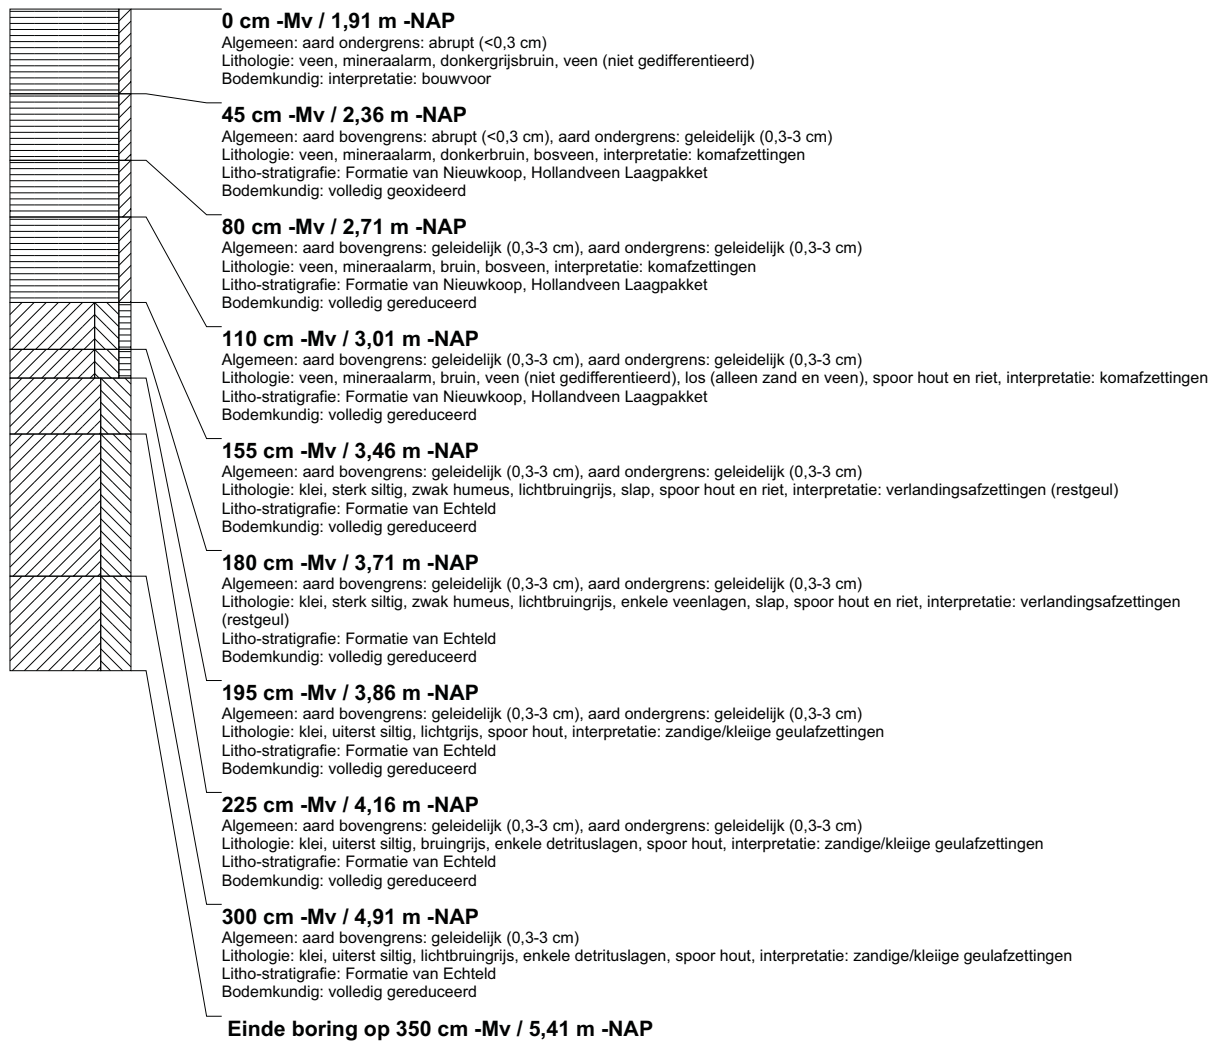 0 cm -Mv / 1,91 m -NAP
Algemeen: aard ondergrens: abrupt (<0,3 cm)
Lithologie: veen, mineraalarm, donkergrijsbruin, veen (niet gedifferentieerd)
Bodemkundig: interpretatie: bouwvoor
45 cm -Mv / 2,36 m -NAP
Algemeen: aard bovengrens: abrupt (<0,3 cm), aard ondergrens: geleidelijk (0,3-3 cm)
Lithologie: veen, mineraalarm, donkerbruin, bosveen, interpretatie: komafzettingen
Litho-stratigrafie: Formatie van Nieuwkoop, Hollandveen Laagpakket
Bodemkundig: volledig geoxideerd
80 cm -Mv / 2,71 m -NAP
Algemeen: aard bovengrens: geleidelijk (0,3-3 cm), aard ondergrens: geleidelijk (0,3-3 cm)
Lithologie: veen, mineraalarm, bruin, bosveen, interpretatie: komafzettingen
Litho-stratigrafie: Formatie van Nieuwkoop, Hollandveen Laagpakket
Bodemkundig: volledig gereduceerd
110 cm -Mv / 3,01 m -NAP
Algemeen: aard bovengrens: geleidelijk (0,3-3 cm), aard ondergrens: geleidelijk (0,3-3 cm)
Lithologie: veen, mineraalarm, bruin, veen (niet gedifferentieerd), los (alleen zand en veen), spoor hout en riet, interpretatie: komafzettingen
Litho-stratigrafie: Formatie van Nieuwkoop, Hollandveen Laagpakket
Bodemkundig: volledig gereduceerd
155 cm -Mv / 3,46 m -NAP
Algemeen: aard bovengrens: geleidelijk (0,3-3 cm), aard ondergrens: geleidelijk (0,3-3 cm)
Lithologie: klei, sterk siltig, zwak humeus, lichtbruingrijs, slap, spoor hout en riet, interpretatie: verlandingsafzettingen (restgeul)
Litho-stratigrafie: Formatie van Echteld
Bodemkundig: volledig gereduceerd
180 cm -Mv / 3,71 m -NAP
Algemeen: aard bovengrens: geleidelijk (0,3-3 cm), aard ondergrens: geleidelijk (0,3-3 cm)
Lithologie: klei, sterk siltig, zwak humeus, lichtbruingrijs, enkele veenlagen, slap, spoor hout en riet, interpretatie: verlandingsafzettingen
(restgeul)
Litho-stratigrafie: Formatie van Echteld
Bodemkundig: volledig gereduceerd
195 cm -Mv / 3,86 m -NAP
Algemeen: aard bovengrens: geleidelijk (0,3-3 cm), aard ondergrens: geleidelijk (0,3-3 cm)
Lithologie: klei, uiterst siltig, lichtgrijs, spoor hout, interpretatie: zandige/kleiige geulafzettingen
Litho-stratigrafie: Formatie van Echteld
Bodemkundig: volledig gereduceerd
225 cm -Mv / 4,16 m -NAP
Algemeen: aard bovengrens: geleidelijk (0,3-3 cm), aard ondergrens: geleidelijk (0,3-3 cm)
Lithologie: klei, uiterst siltig, bruingrijs, enkele detrituslagen, spoor hout, interpretatie: zandige/kleiige geulafzettingen
Litho-stratigrafie: Formatie van Echteld
Bodemkundig: volledig gereduceerd
300 cm -Mv / 4,91 m -NAP
Algemeen: aard bovengrens: geleidelijk (0,3-3 cm)
Lithologie: klei, uiterst siltig, lichtbruingrijs, enkele detrituslagen, spoor hout, interpretatie: zandige/kleiige geulafzettingen
Litho-stratigrafie: Formatie van Echteld
Bodemkundig: volledig gereduceerd
Einde boring op 350 cm -Mv / 5,41 m -NAP